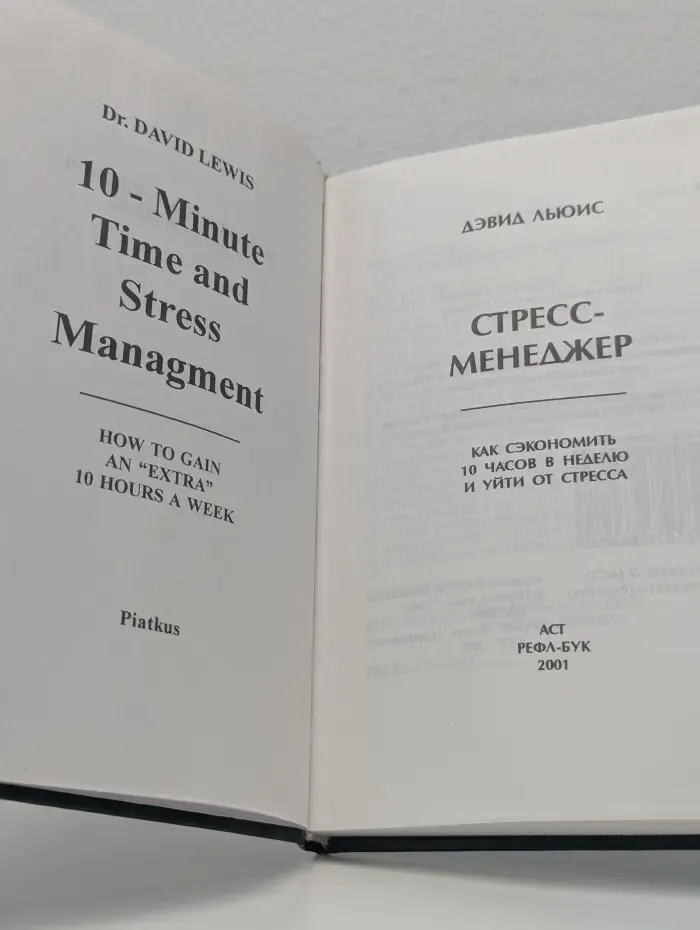 Dr. DAVID LEWIS
10 - Minute
Time and
Stress
Managment
HOW TO GAIN
AN “EXTRA”
10 HOURS A WEEK
Piatkus
ДЭВИД ЛЬЮИС
СТРЕСС-
МЕНЕДЖЕР
КАК СЭКОНОМИТЬ
10 ЧАСОВ В НЕДЕЛЮ
И УЙТИ ОТ СТРЕССА
АСТ
РЕФЛ-БУК
2001